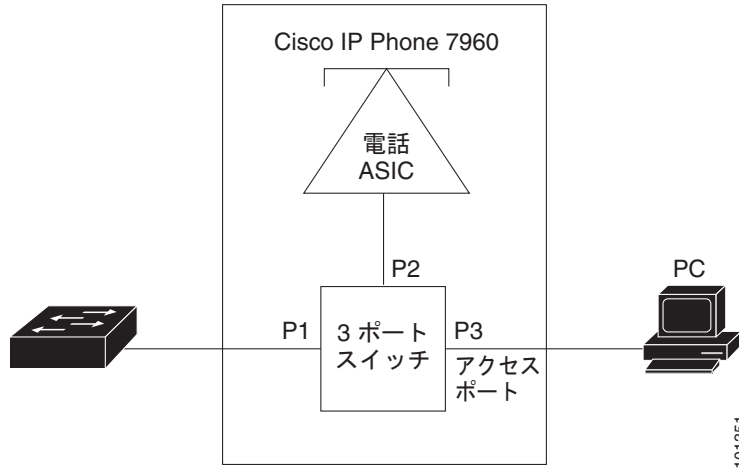 Cisco IP Phone 7960
電話
ASIC
P2
PC
P1
3 ポート
スイッチ
P3
アクセス
ポート